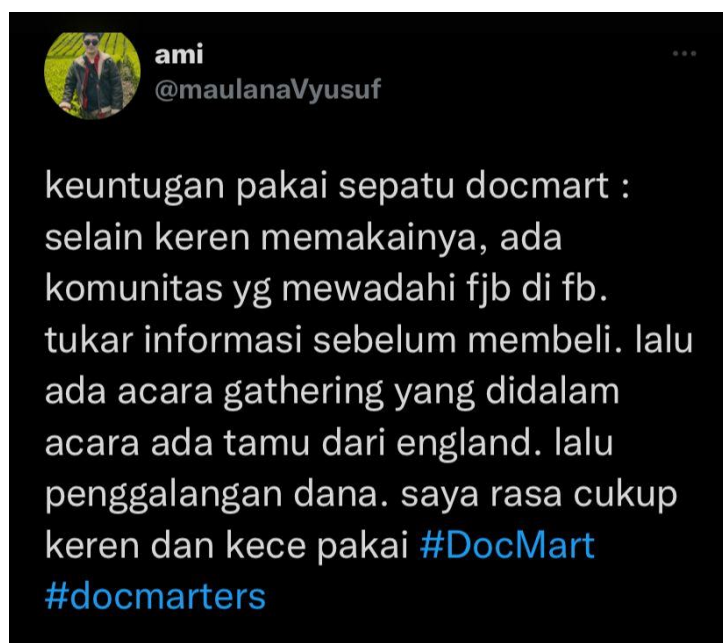 ami
@maulanaVyusuf
keuntugan pakai sepatu docmart :
selain keren memakainya, ada
komunitas yg mewadahi fjb di fb.
tukar informasi sebelum membeli. lalu
ada acara gathering yang didalam
acara ada tamu dari england. lalu
penggalangan dana. saya rasa cukup
keren dan kece pakai #DocMart
#docmarters